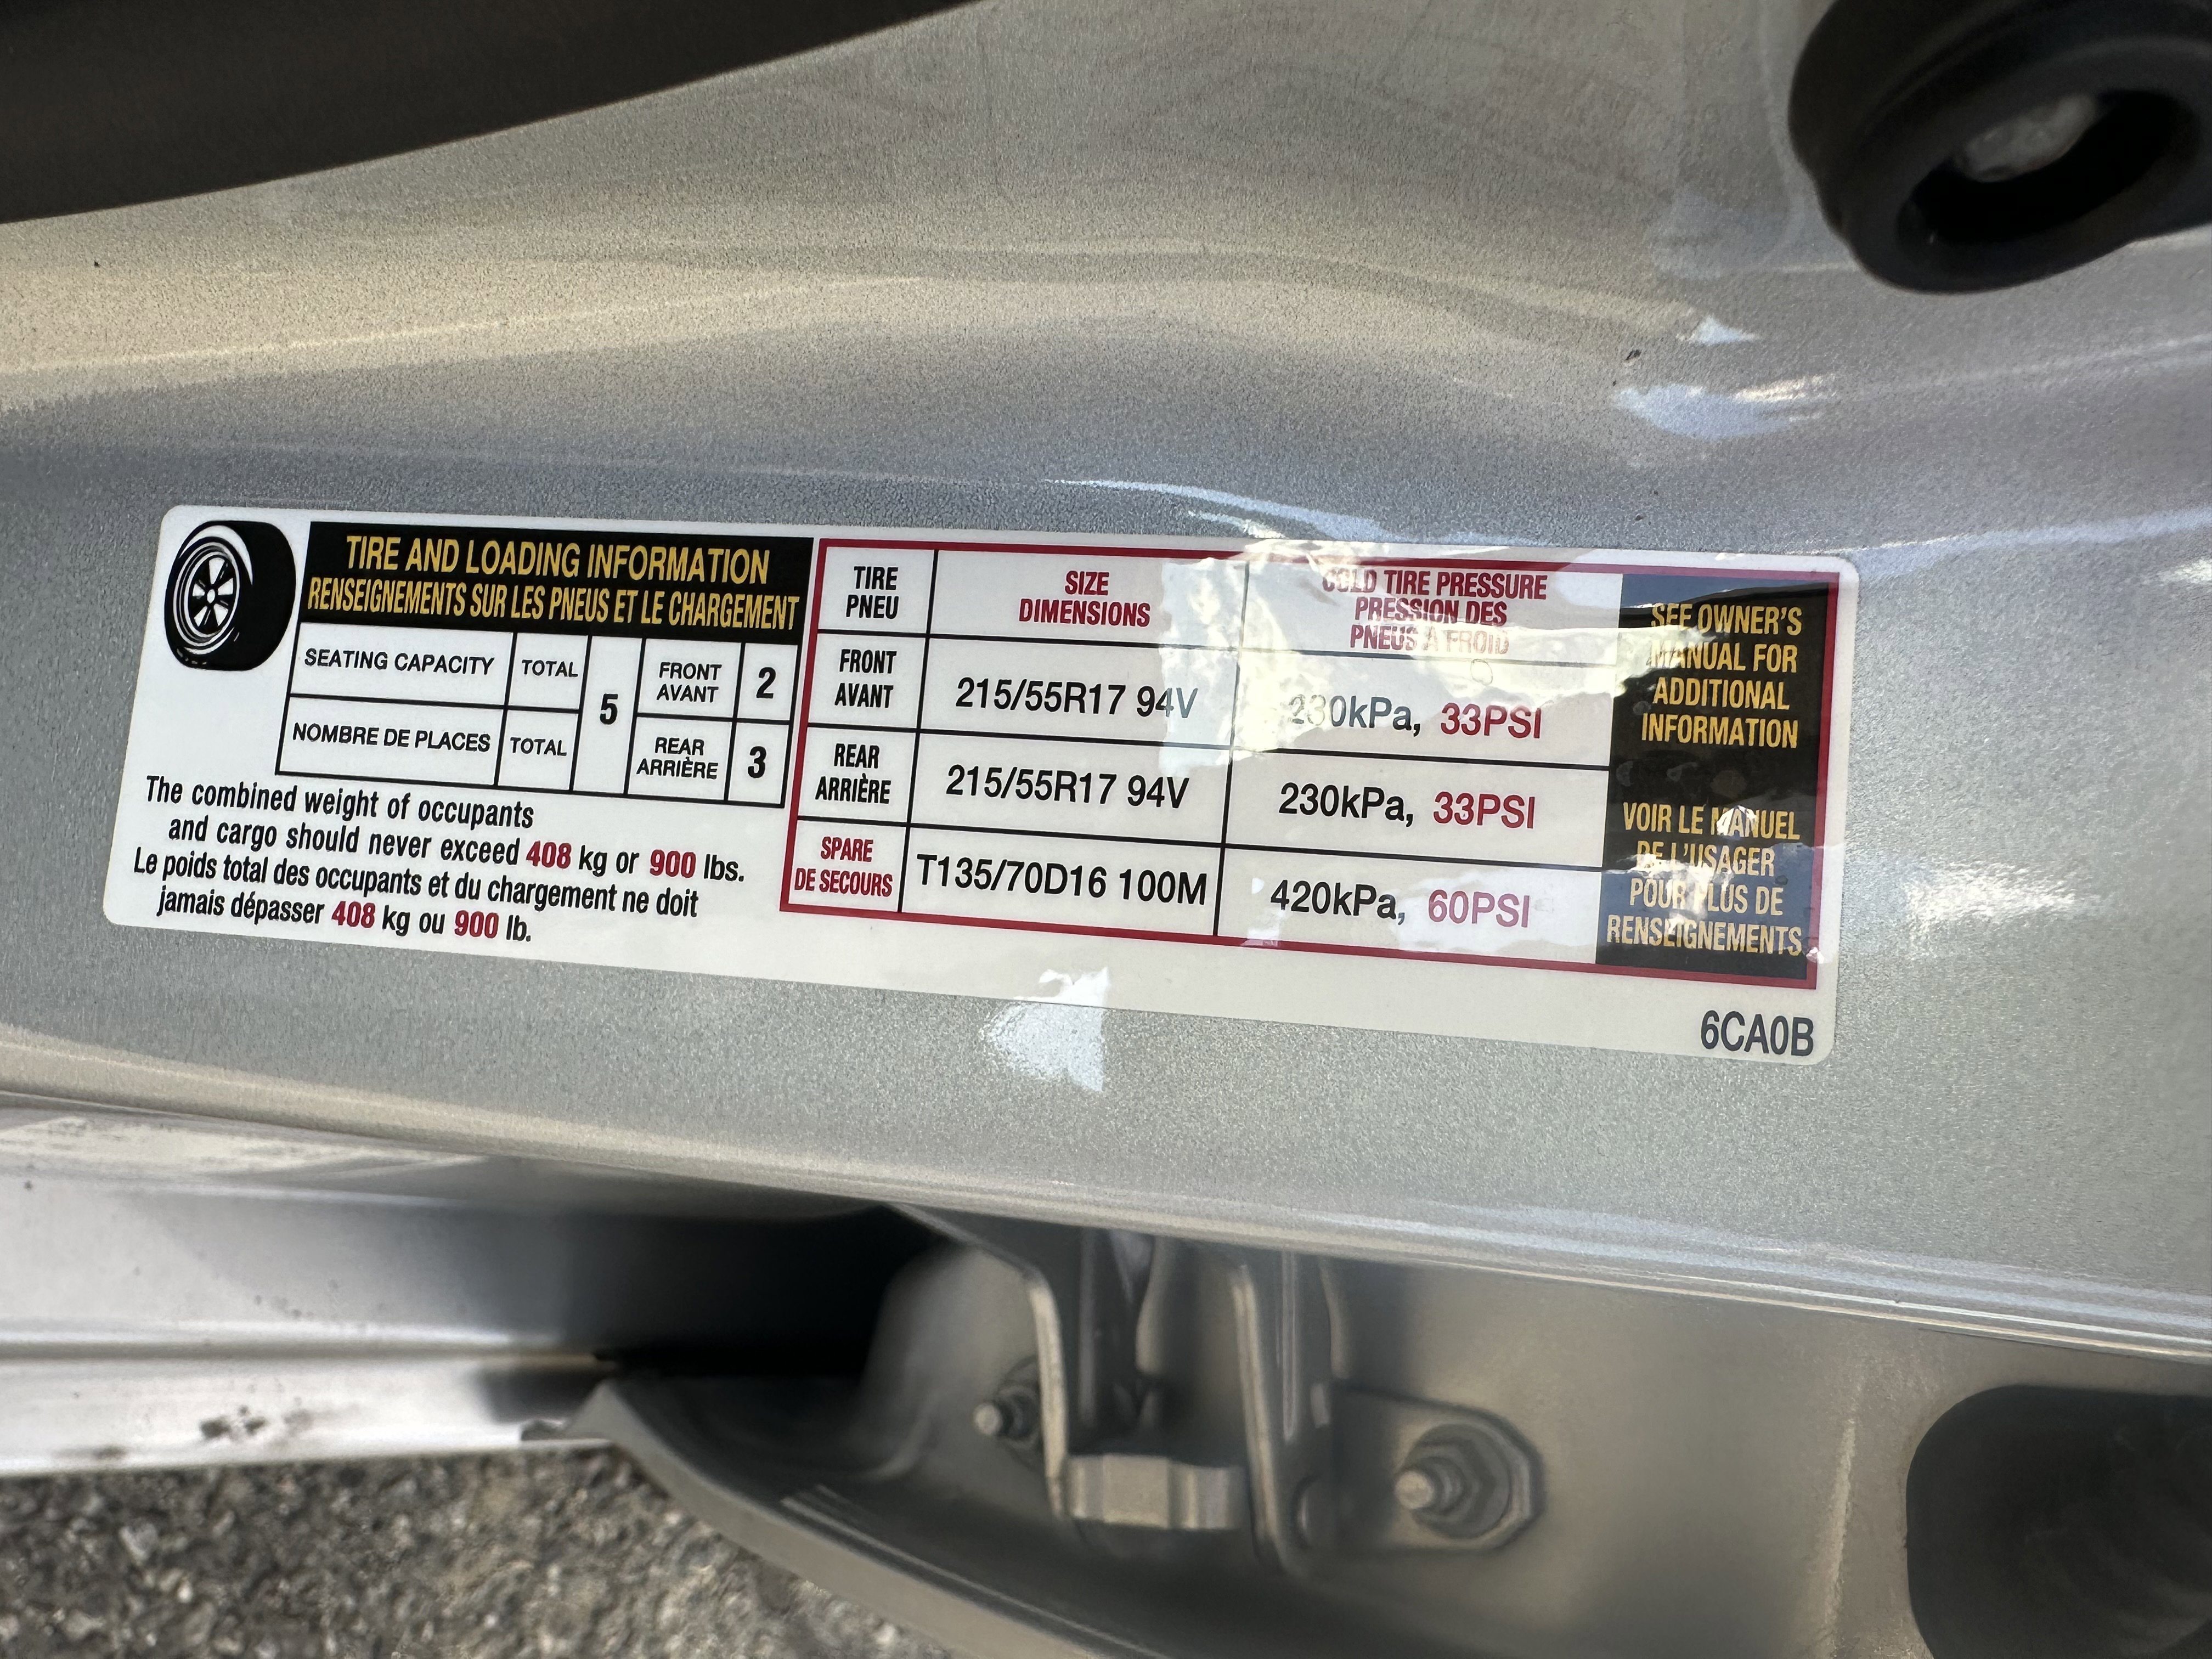 TIRE AND LOADING INFORMATION
RENSEIGNEMENTS SUR LES PNEUS ET LE CHARGEMENT
SEATING CAPACITY TOTAL 5 FRONT AVANT 2
NOMBRE DE PLACES TOTAL REAR ARRIÈRE 3
The combined weight of occupants
and cargo should never exceed 408 kg or 900 lbs.
Le poids total des occupants et du chargement ne doit
jamais dépasser 408 kg ou 900 lb.
TIRE
PNEU
SIZE
DIMENSIONS
COLD TIRE PRESSURE
PRESSION DES
PNEUS A FROID
FRONT
AVANT
215/55R17 94V
230kPa, 33PSI
REAR
ARRIÈRE
215/55R17 94V
230kPa, 33PSI
SPARE
DE SECOURS
T135/70D16 100M
420kPa, 60PSI
SEE OWNER'S
MANUAL FOR
ADDITIONAL
INFORMATION
VOIR LE MANUEL
DE L'USAGER
POUR PLUS DE
RENSEIGNEMENTS
6CA0B